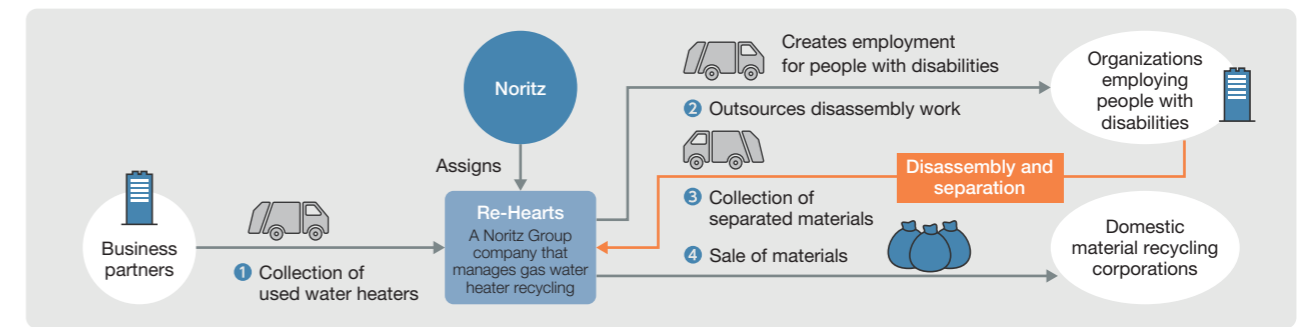 Noritz
Assigns
Business
partners
1 Collection of
used water heaters
Re-Hearts
A Noritz Group
company that
manages gas water
heater recycling
Creates employment
for people with disabilities
2 Outsources disassembly work
Organizations
employing
people with
disabilities
Disassembly and
separation
3 Collection of
separated materials
4 Sale of materials
Domestic
material recycling
corporations